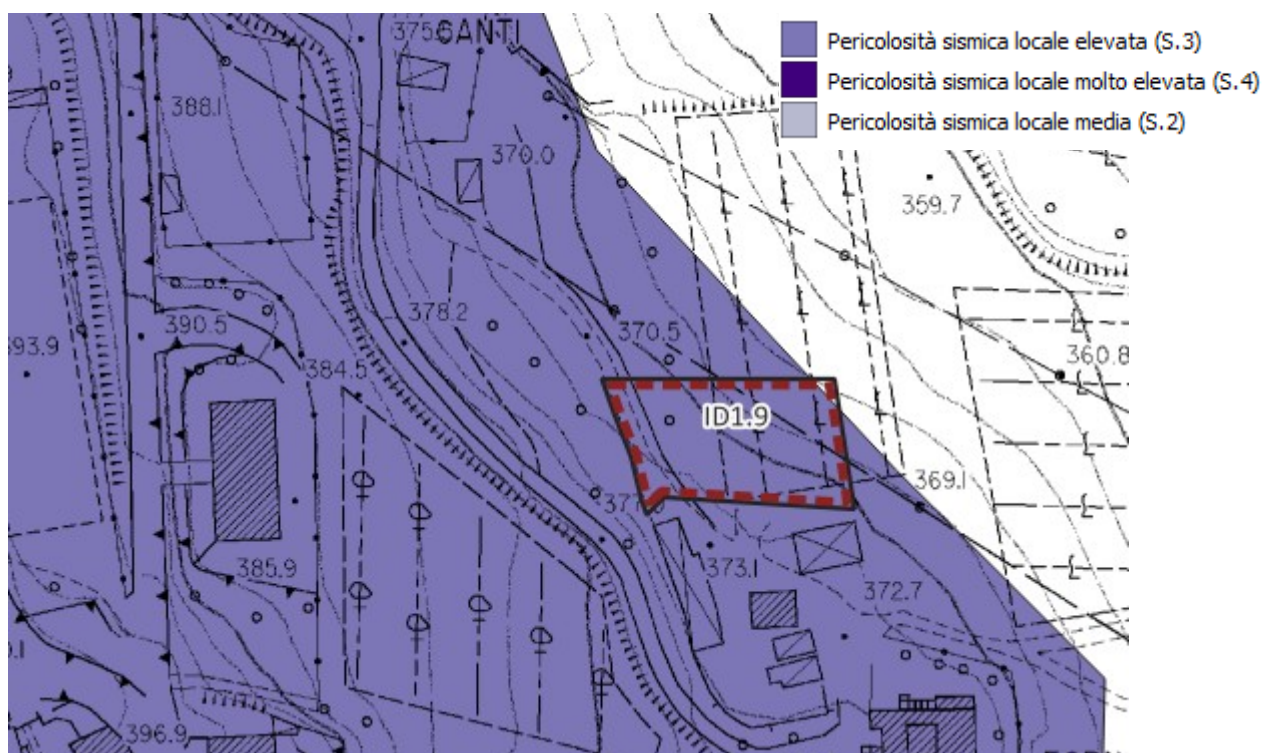 Pericolosità sismica locale elevata (S.3)
Pericolosità sismica locale molto elevata (S.4)
Pericolosità sismica locale media (S.2)
SANTI
388.1
370.0
359.7
390.5
378.2
370.5
360.8
393.9
384.5
ID1.9
369.1
373.1
385.9
372.7
396.9